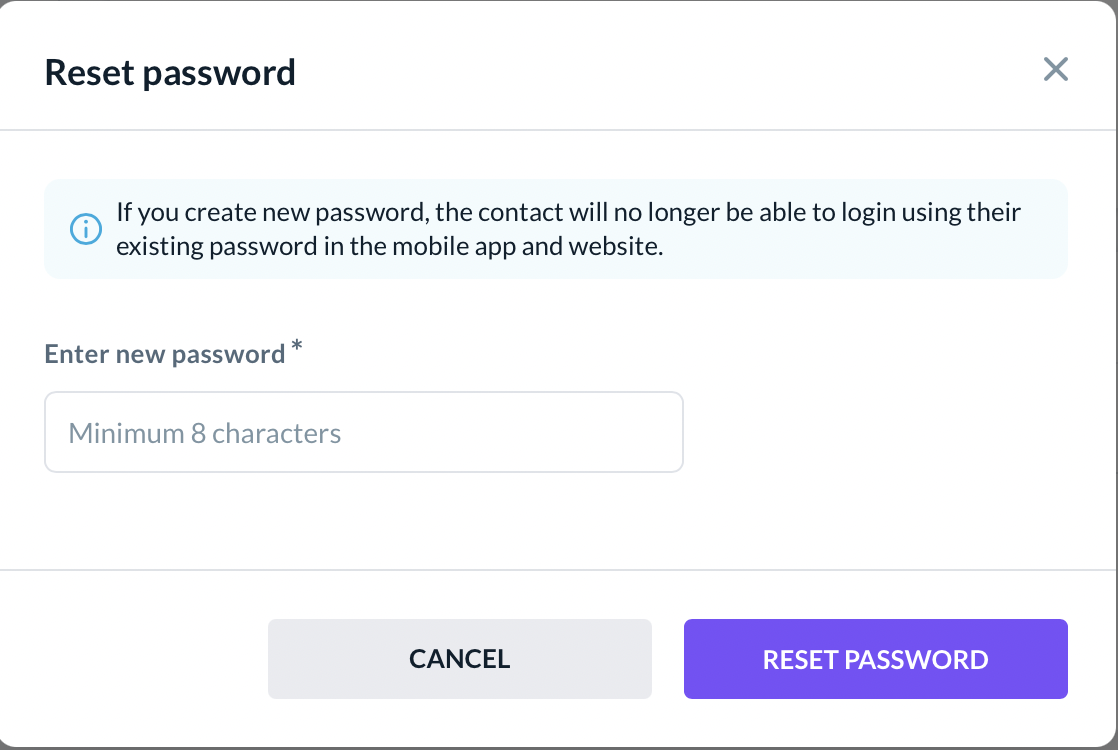 Reset password
If you create new password, the contact will no longer be able to login using their
existing password in the mobile app and website.
Enter new password *
Minimum 8 characters
CANCEL
RESET PASSWORD